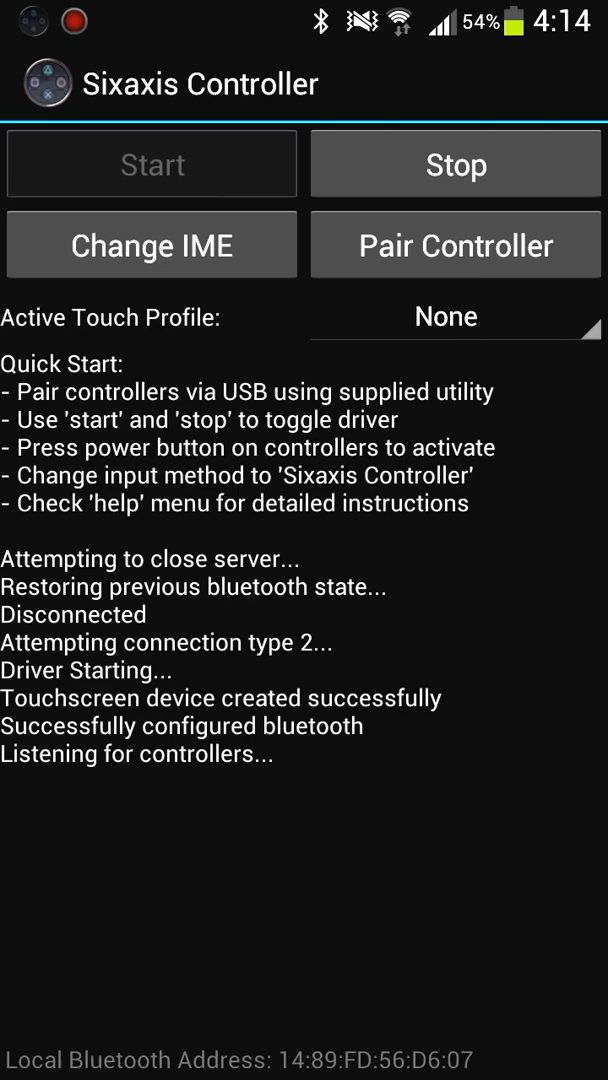 54% 4:14
Sixaxis Controller
Start Stop
Change IME Pair Controller
Active Touch Profile: None
Quick Start:
- Pair controllers via USB using supplied utility
- Use 'start' and 'stop' to toggle driver
- Press power button on controllers to activate
- Change input method to 'Sixaxis Controller'
- Check 'help' menu for detailed instructions
Attempting to close server...
Restoring previous bluetooth state...
Disconnected
Attempting connection type 2...
Driver Starting...
Touchscreen device created successfully
Successfully configured bluetooth
Listening for controllers...
Local Bluetooth Address: 14:89:FD:56:D6:07